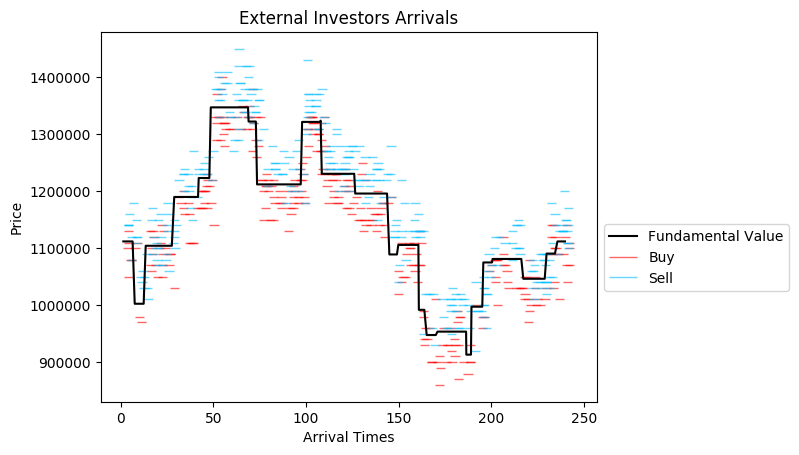 External Investors Arrivals
Price
1400000
1300000
1200000
1100000
1000000
900000
0 50 100 150 200 250
Arrival Times
Fundamental Value
Buy
Sell